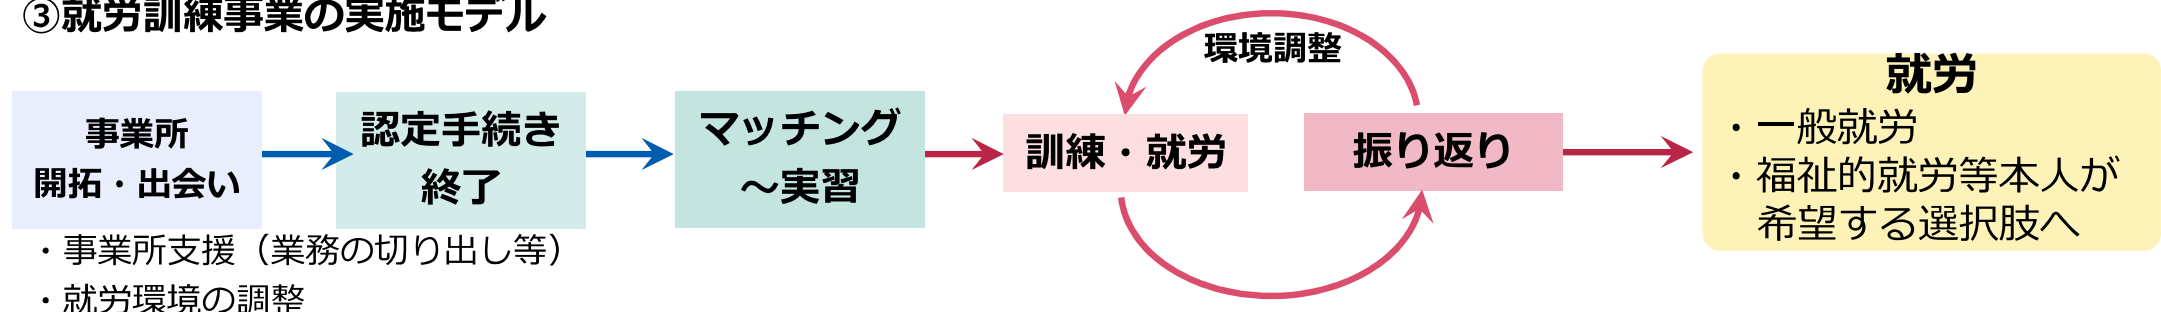 ③就労訓練事業の実施モデル
事業所
開拓・出会い
・事業所支援（業務の切り出し等）
・就労環境の調整
認定手続き
終了
マッチング
～実習
環境調整
訓練・就労
振り返り
就労
・一般就労
・福祉的就労等本人が
希望する選択肢へ